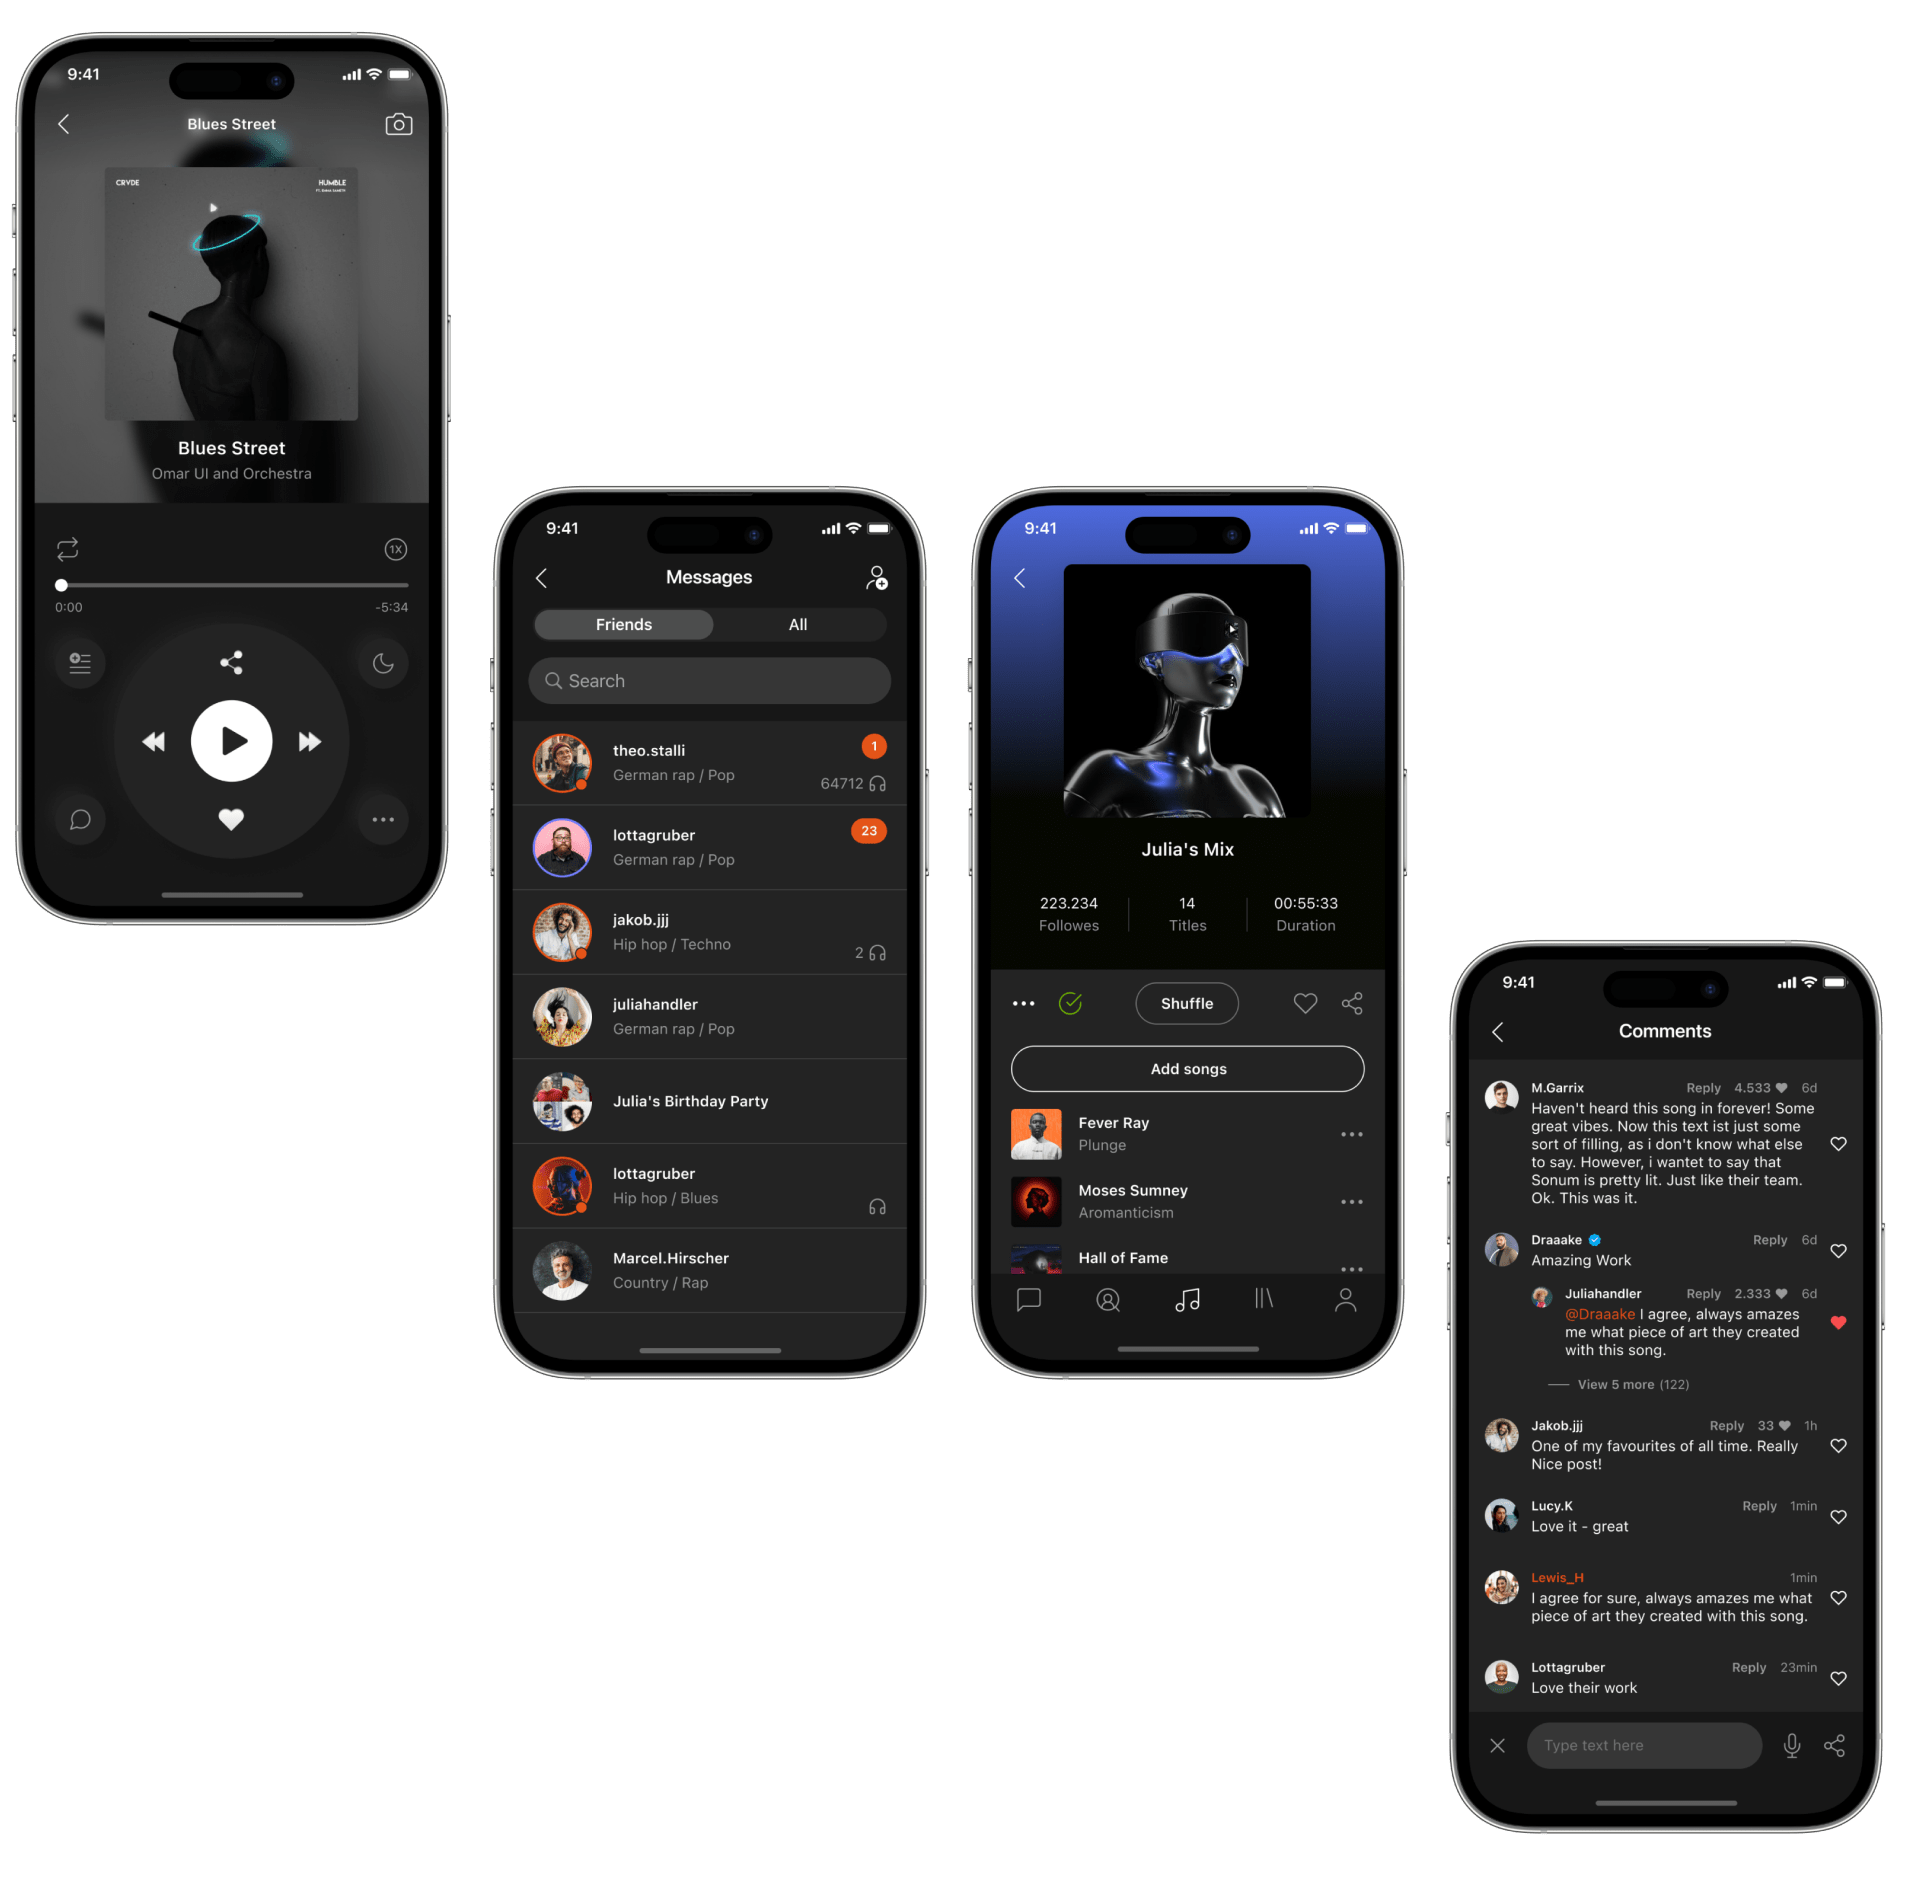 9:41
Blues Street
CRVDE
HUMBLE
Blues Street
Omar UI and Orchestra
1X
0:00
-5:34
9:41
Messages
Friends
All
Search
theo.stalli
1
German rap / Pop
64712
lottagruber
23
German rap / Pop
jakob.jjj
Hip hop / Techno
2
juliahandler
German rap / Pop
Julia's Birthday Party
lottagruber
Hip hop / Blues
Marcel.Hirscher
Country / Rap
9:41
Julia's Mix
223.234
14
00:55:33
Followes
Titles
Duration
Shuffle
Add songs
Fever Ray
Plunge
Moses Sumney
Aromanticism
Hall of Fame
9:41
Comments
M.Garrix
Reply 4.533 6d
Haven't heard this song in forever! Some
great vibes. Now this text ist just some
sort of filling, as i don't know what else
to say. However, i wantet to say that
Sonum is pretty lit. Just like their team.
Ok. This was it.
Draaake
Reply 6d
Amazing Work
Juliahandler
Reply 2.333 6d
@Draaake I agree, always amazes
me what piece of art they created
with this song.
View 5 more (122)
Jakob.jjj
Reply 33 1h
One of my favourites of all time. Really
Nice post!
Lucy.K
Reply 1min
Love it - great
Lewis_H
1min
I agree for sure, always amazes me what
piece of art they created with this song.
Lottagruber
Reply 23min
Love their work
Type text here